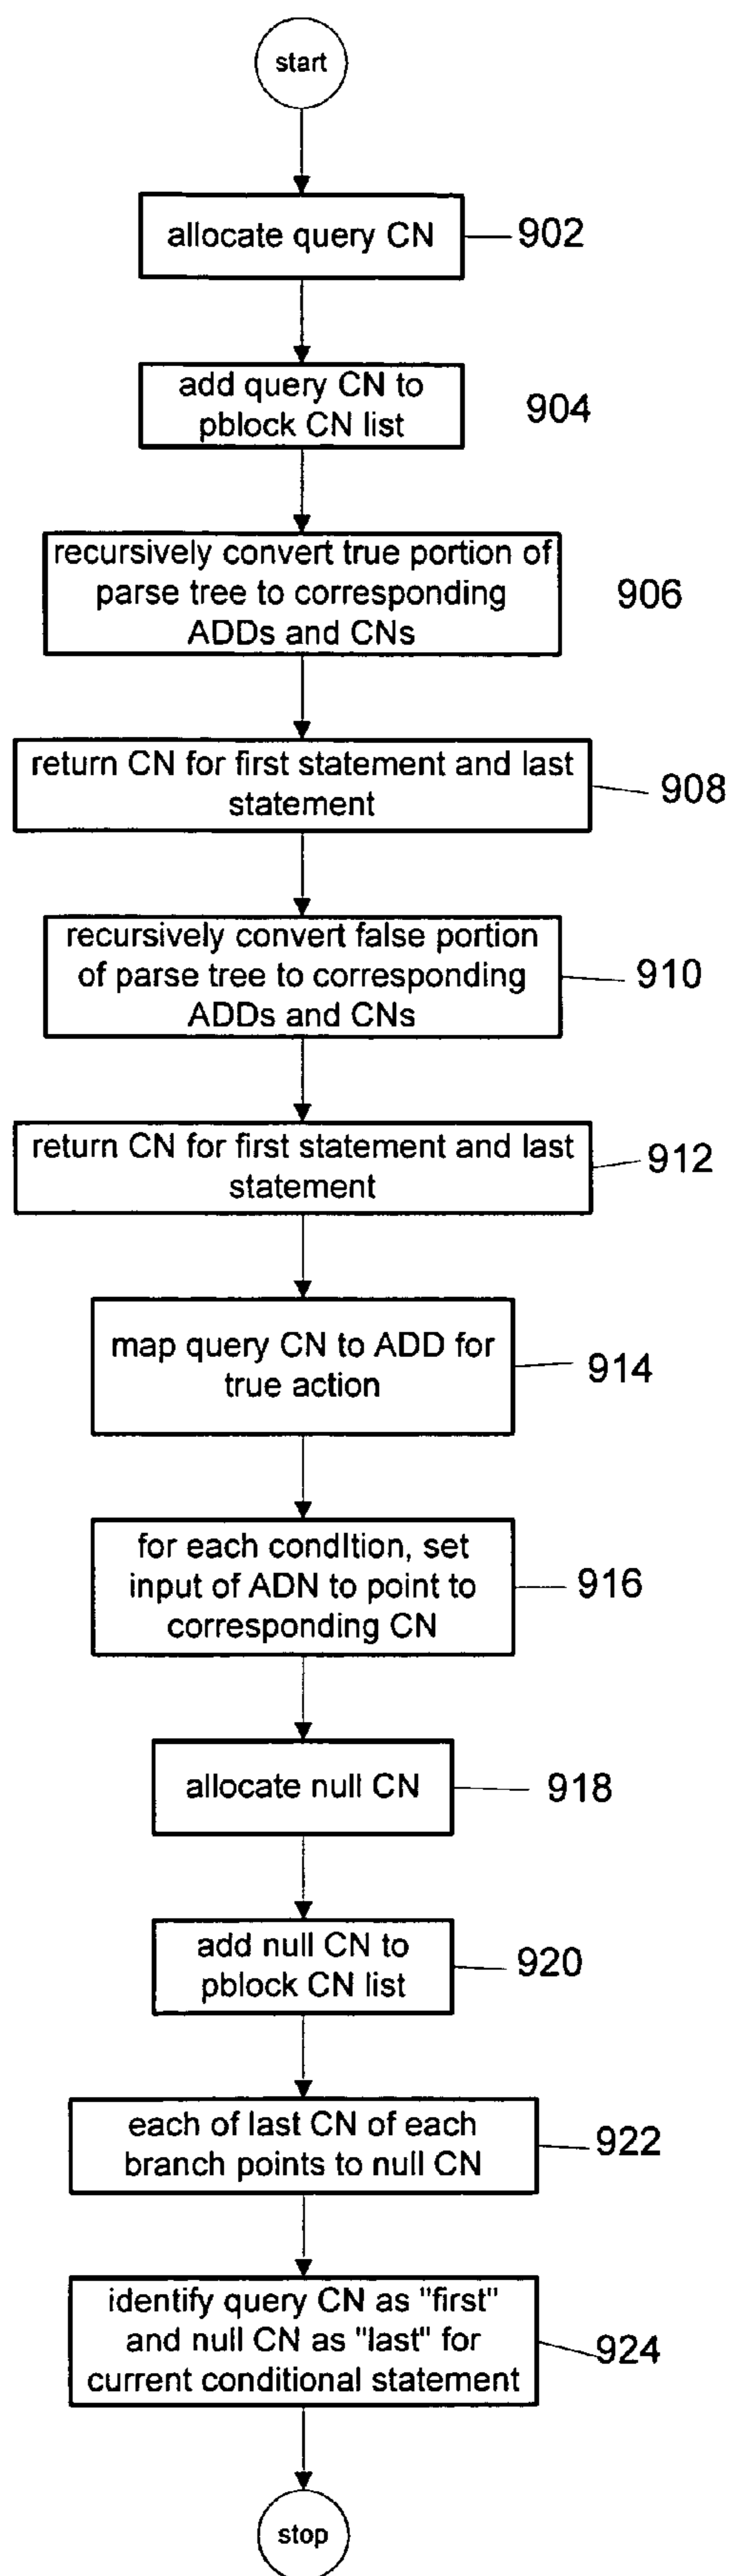 start
allocate query CN
902
add query CN to
pblock CN list
904
recursively convert true portion of
parse tree to corresponding
ADDs and CNs
906
return CN for first statement and last
statement
908
recursively convert false portion
of parse tree to corresponding
ADDs and CNs
910
return CN for first statement and last
statement
912
map query CN to ADD for
true action
914
for each condItion, set
input of ADN to point to
corresponding CN
916
allocate null CN
918
add null CN to
pblock CN list
920
each of last CN of each
branch points to null CN
922
identify query CN as "first"
and null CN as "last" for
current conditional statement
924
stop